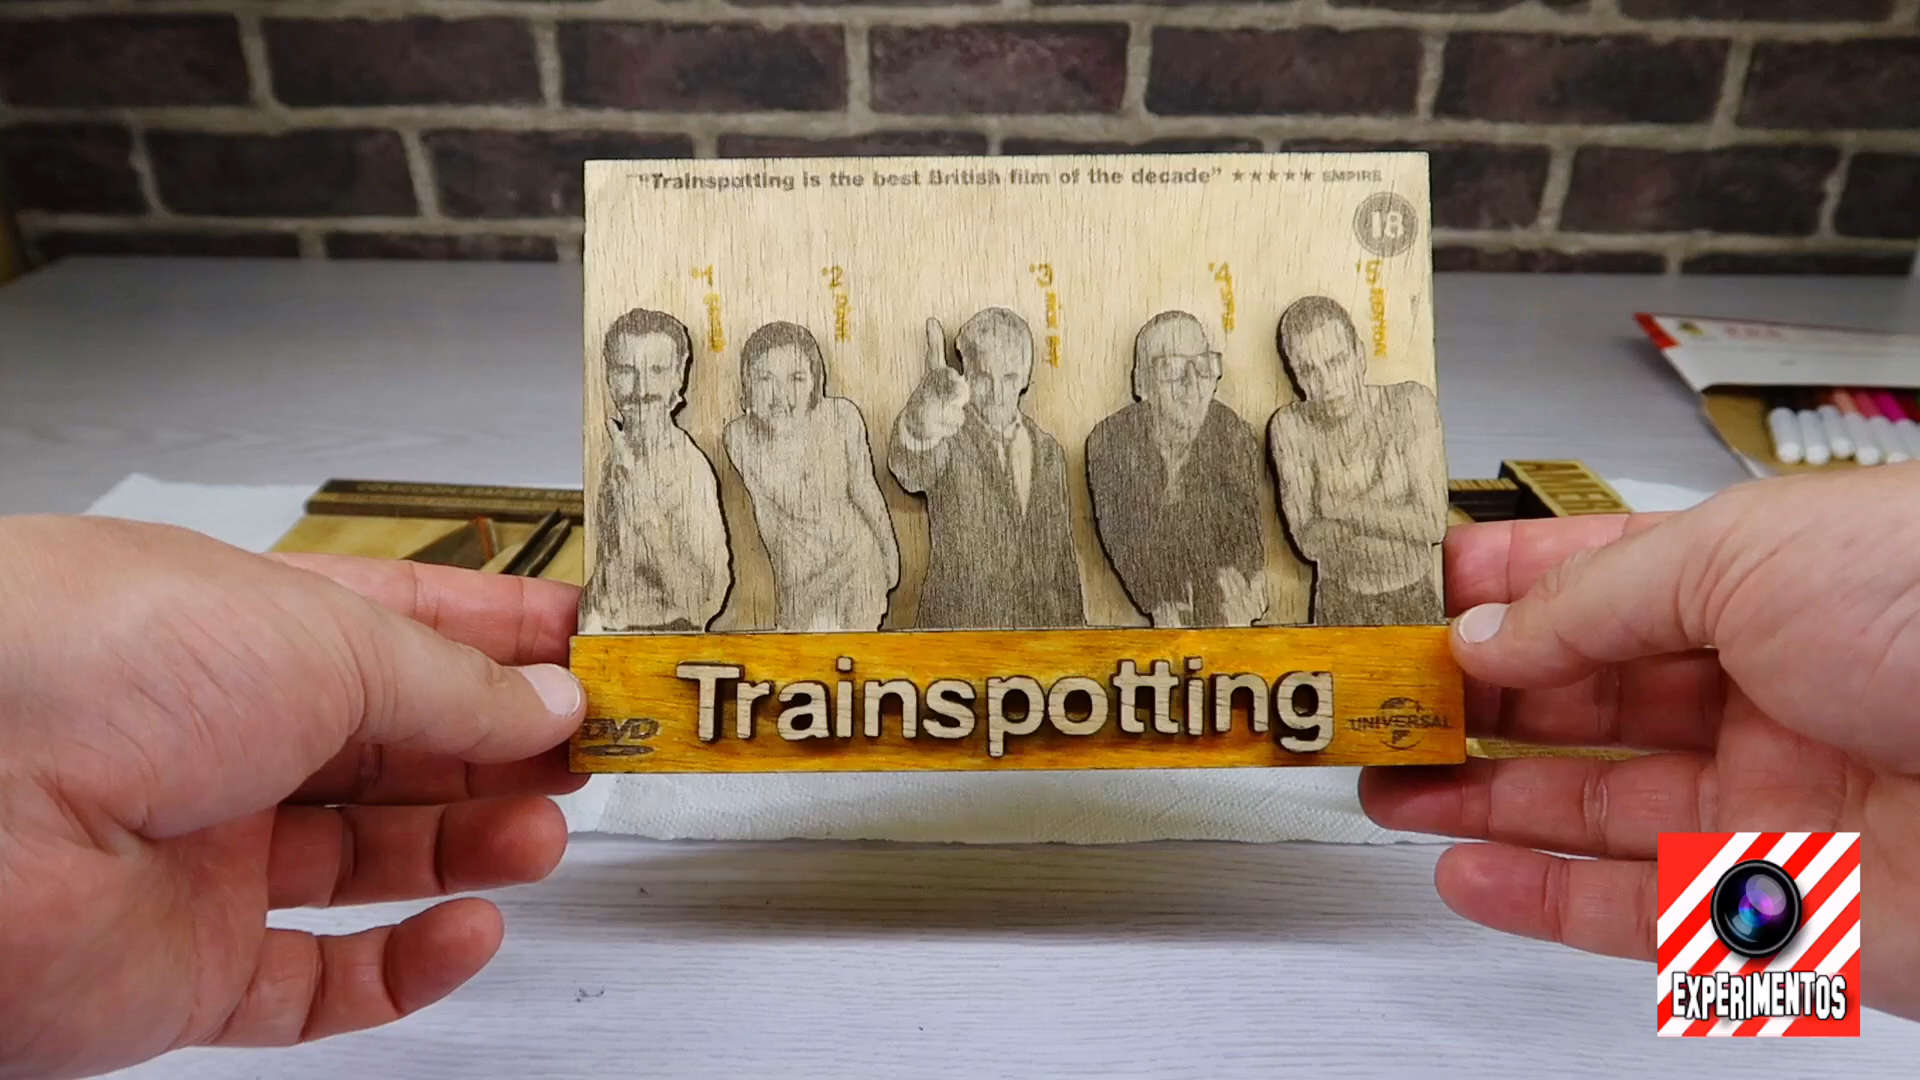 "Trainspotting is the best British film of the decade" ★★★★★ EMPIRE
18
#1
#2
#3
#4
#5
Trainspotting
DVD
UNIVERSAL
EXPERIMENTOS